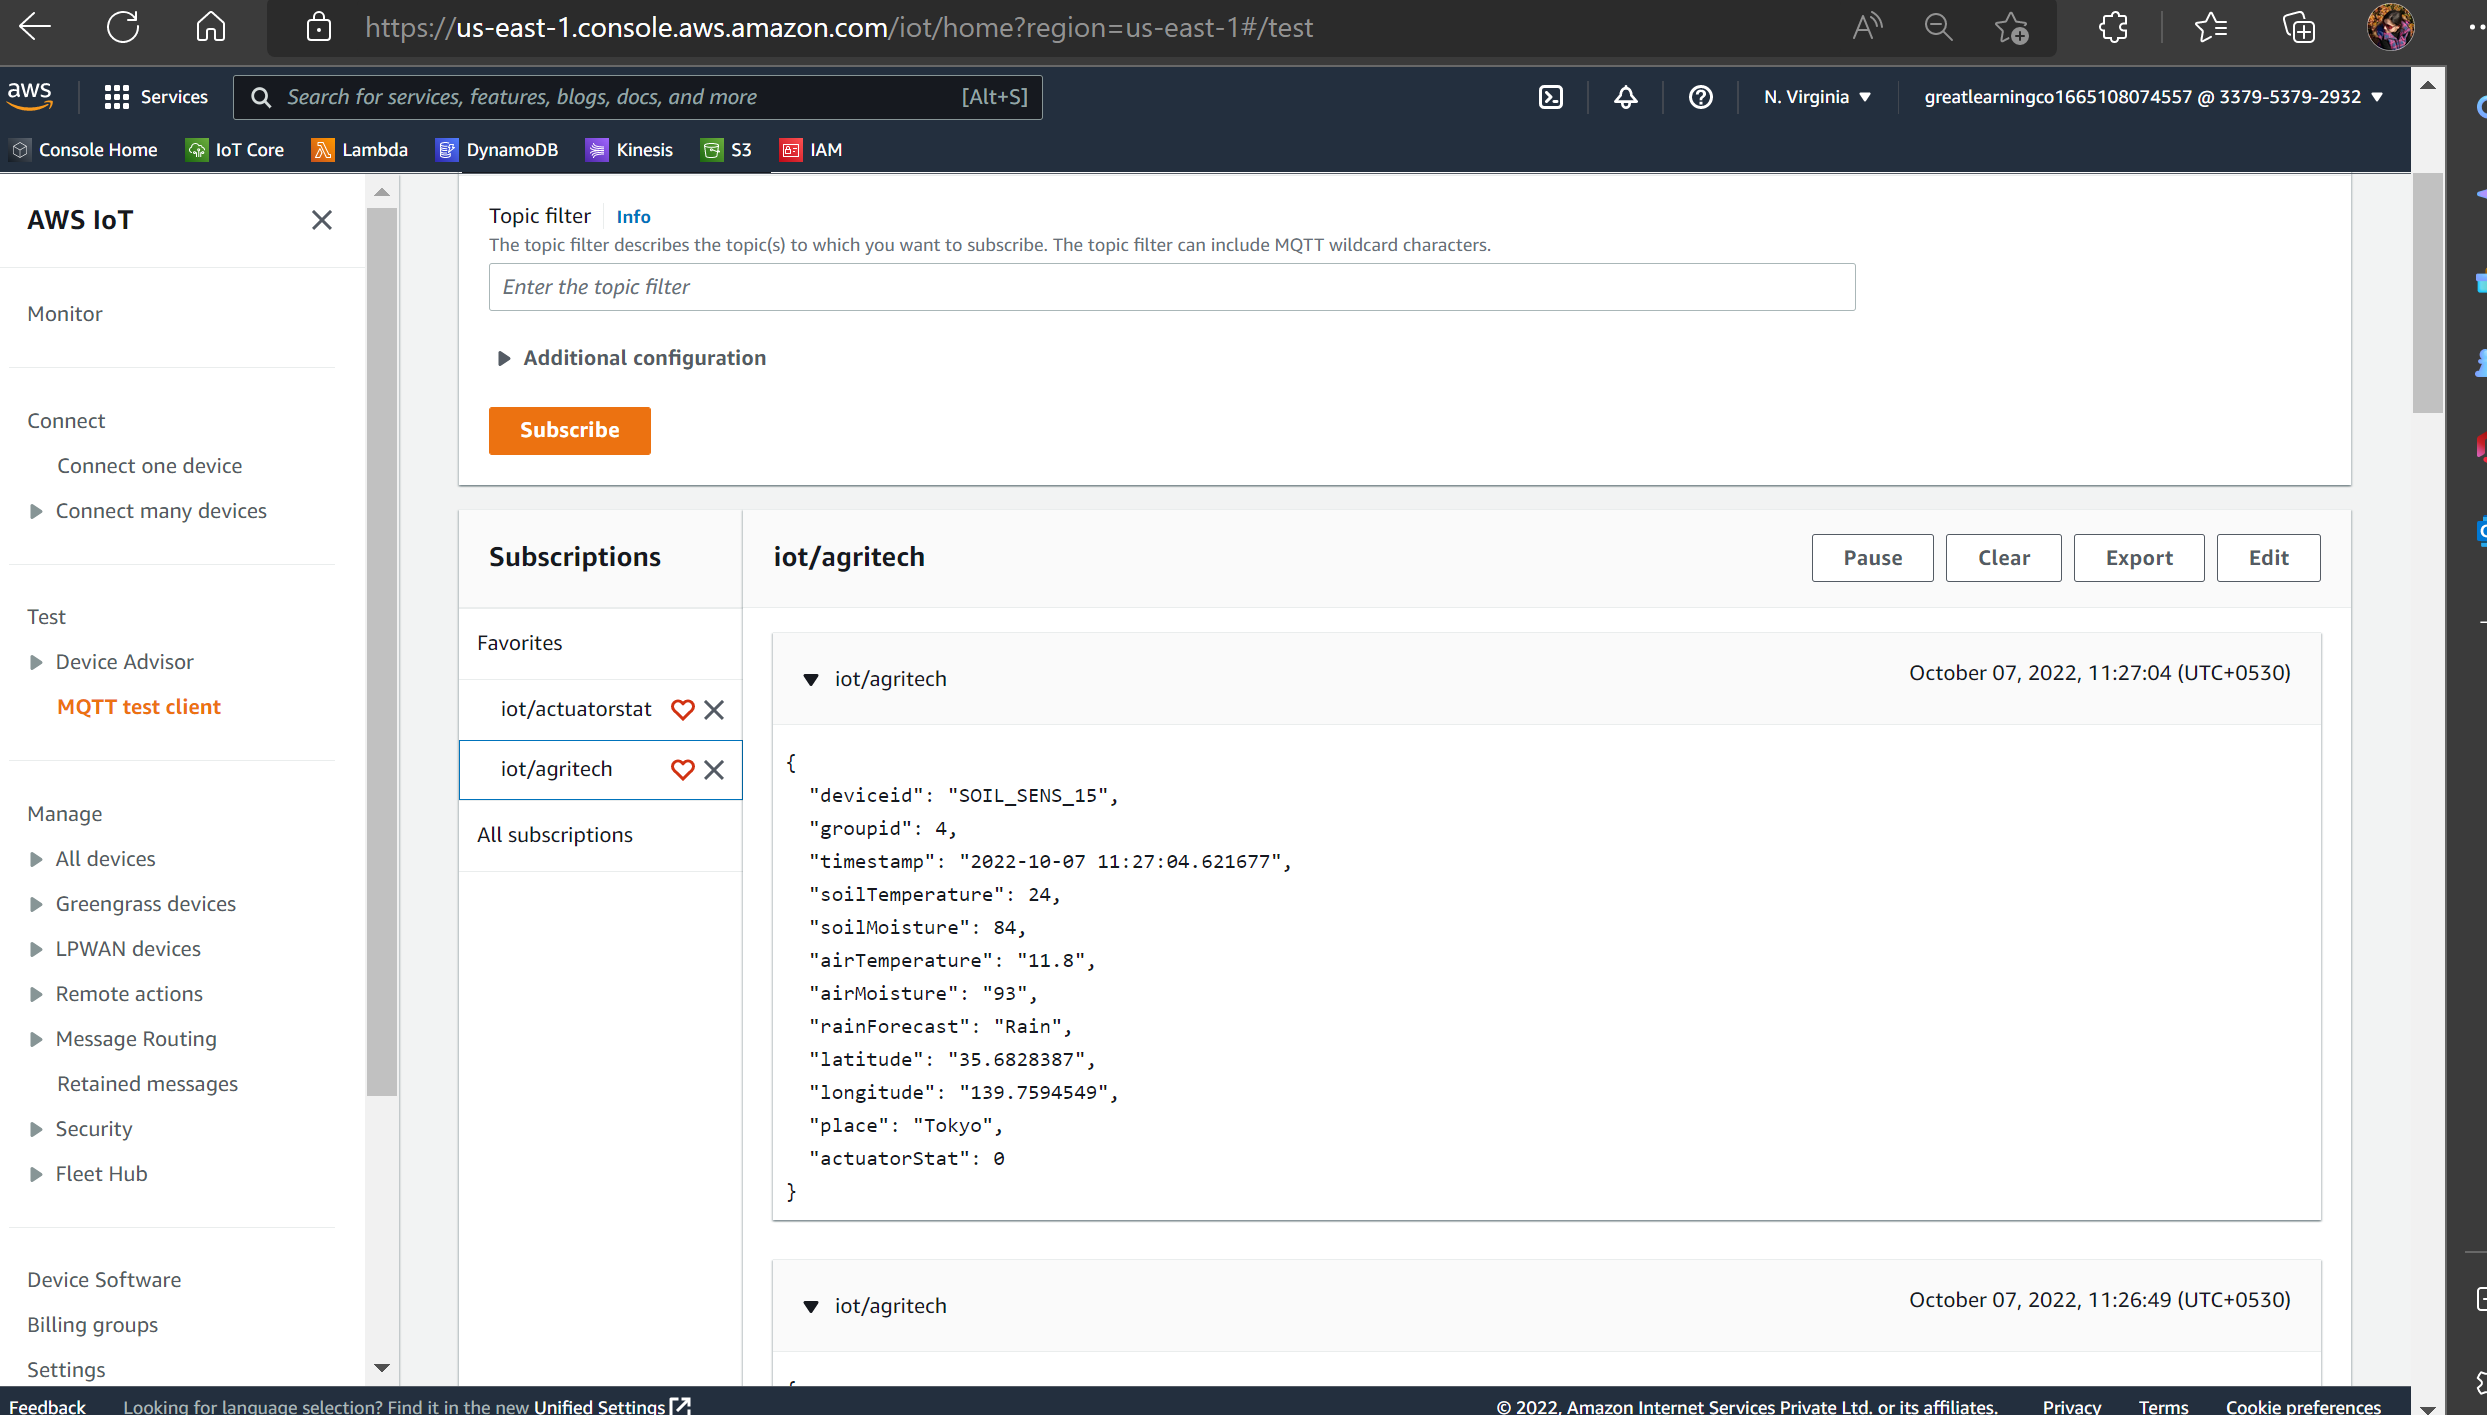 https://us-east-1.console.aws.amazon.com/iot/home?region=us-east-1#/test
aws
Services
Search for services, features, blogs, docs, and more
[Alt+S]
N. Virginia
greatlearningco1665108074557 @ 3379-5379-2932
Console Home
IoT Core
Lambda
DynamoDB
Kinesis
S3
IAM
AWS IoT
Monitor
Connect
Connect one device
Connect many devices
Test
Device Advisor
MQTT test client
Manage
All devices
Greengrass devices
LPWAN devices
Remote actions
Message Routing
Retained messages
Security
Fleet Hub
Device Software
Billing groups
Settings
Topic filter
Info
The topic filter describes the topic(s) to which you want to subscribe. The topic filter can include MQTT wildcard characters.
Enter the topic filter
Additional configuration
Subscribe
Subscriptions
Favorites
iot/actuatorstat
iot/agritech
All subscriptions
iot/agritech
Pause
Clear
Export
Edit
iot/agritech
October 07, 2022, 11:27:04 (UTC+0530)
{
"deviceid": "SOIL_SENS_15",
"groupid": 4,
"timestamp": "2022-10-07 11:27:04.621677",
"soilTemperature": 24,
"soilMoisture": 84,
"airTemperature": "11.8",
"airMoisture": "93",
"rainForecast": "Rain",
"latitude": "35.6828387",
"longitude": "139.7594549",
"place": "Tokyo",
"actuatorStat": 0
}
iot/agritech
October 07, 2022, 11:26:49 (UTC+0530)
Feedback
Looking for language selection? Find it in the new Unified Settings
© 2022, Amazon Internet Services Private Ltd. or its affiliates.
Privacy
Terms
Cookie preferences